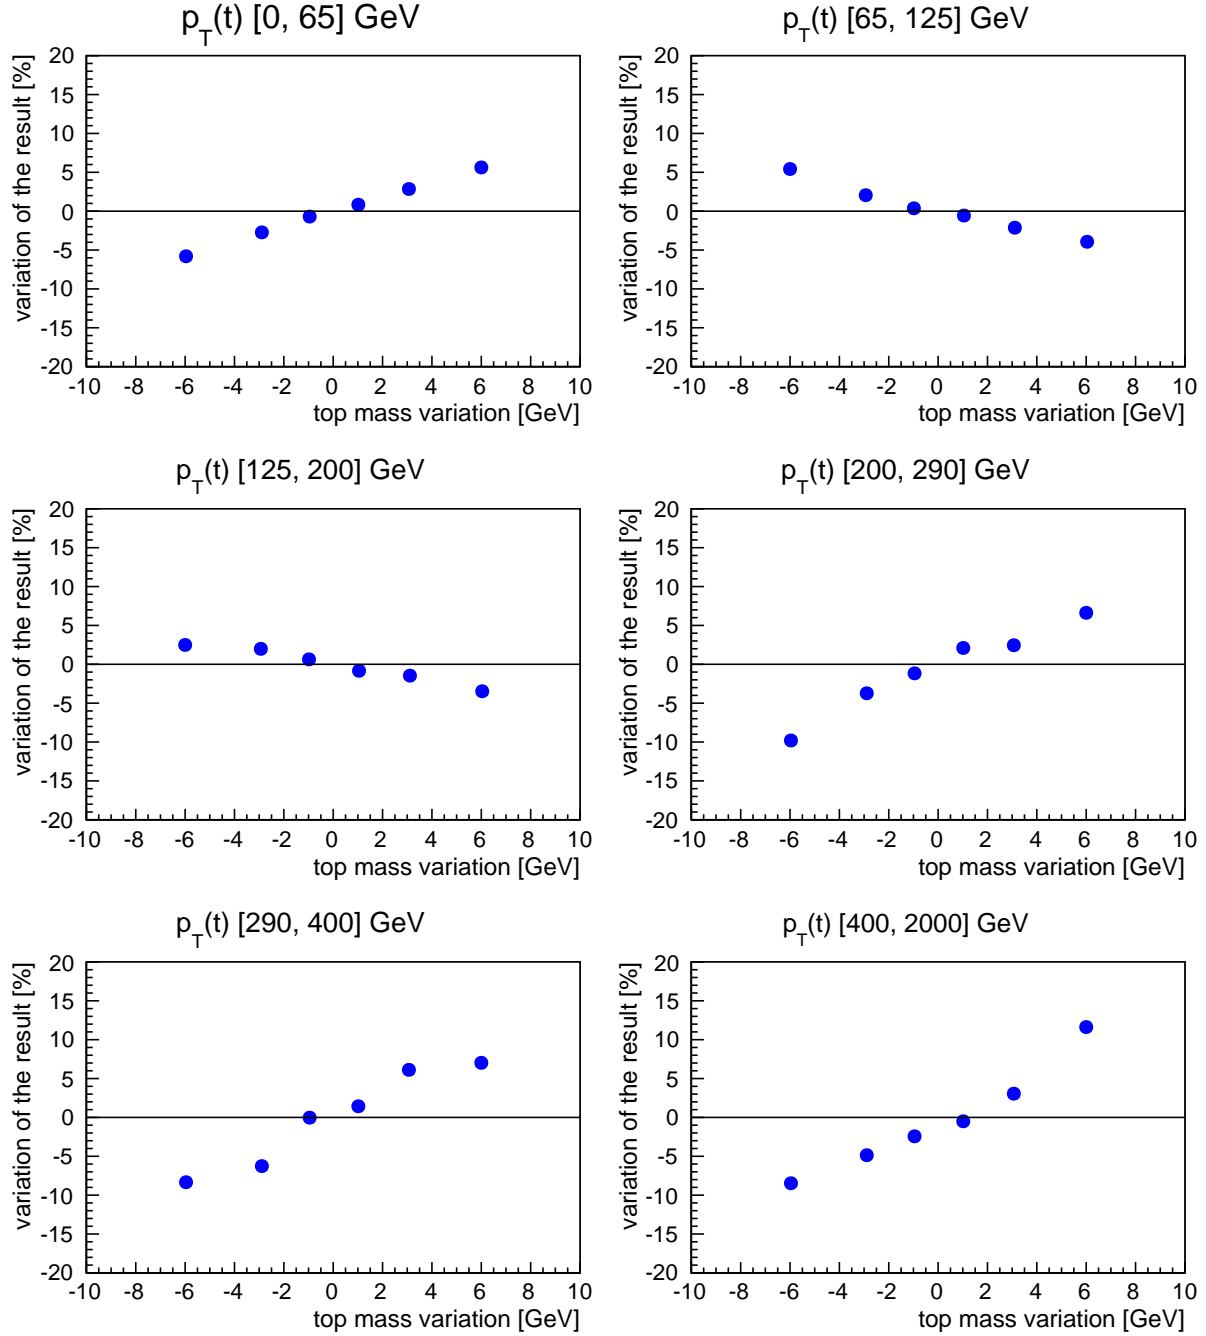 p_T(t) [0, 65] GeV
variation of the result [%]
20
15
10
5
0
-5
-10
-15
-20
-10 -8 -6 -4 -2 0 2 4 6 8 10
top mass variation [GeV]
p_T(t) [65, 125] GeV
variation of the result [%]
20
15
10
5
0
-5
-10
-15
-20
-10 -8 -6 -4 -2 0 2 4 6 8 10
top mass variation [GeV]
p_T(t) [125, 200] GeV
variation of the result [%]
20
15
10
5
0
-5
-10
-15
-20
-10 -8 -6 -4 -2 0 2 4 6 8 10
top mass variation [GeV]
p_T(t) [200, 290] GeV
variation of the result [%]
20
15
10
5
0
-5
-10
-15
-20
-10 -8 -6 -4 -2 0 2 4 6 8 10
top mass variation [GeV]
p_T(t) [290, 400] GeV
variation of the result [%]
20
15
10
5
0
-5
-10
-15
-20
-10 -8 -6 -4 -2 0 2 4 6 8 10
top mass variation [GeV]
p_T(t) [400, 2000] GeV
variation of the result [%]
20
15
10
5
0
-5
-10
-15
-20
-10 -8 -6 -4 -2 0 2 4 6 8 10
top mass variation [GeV]